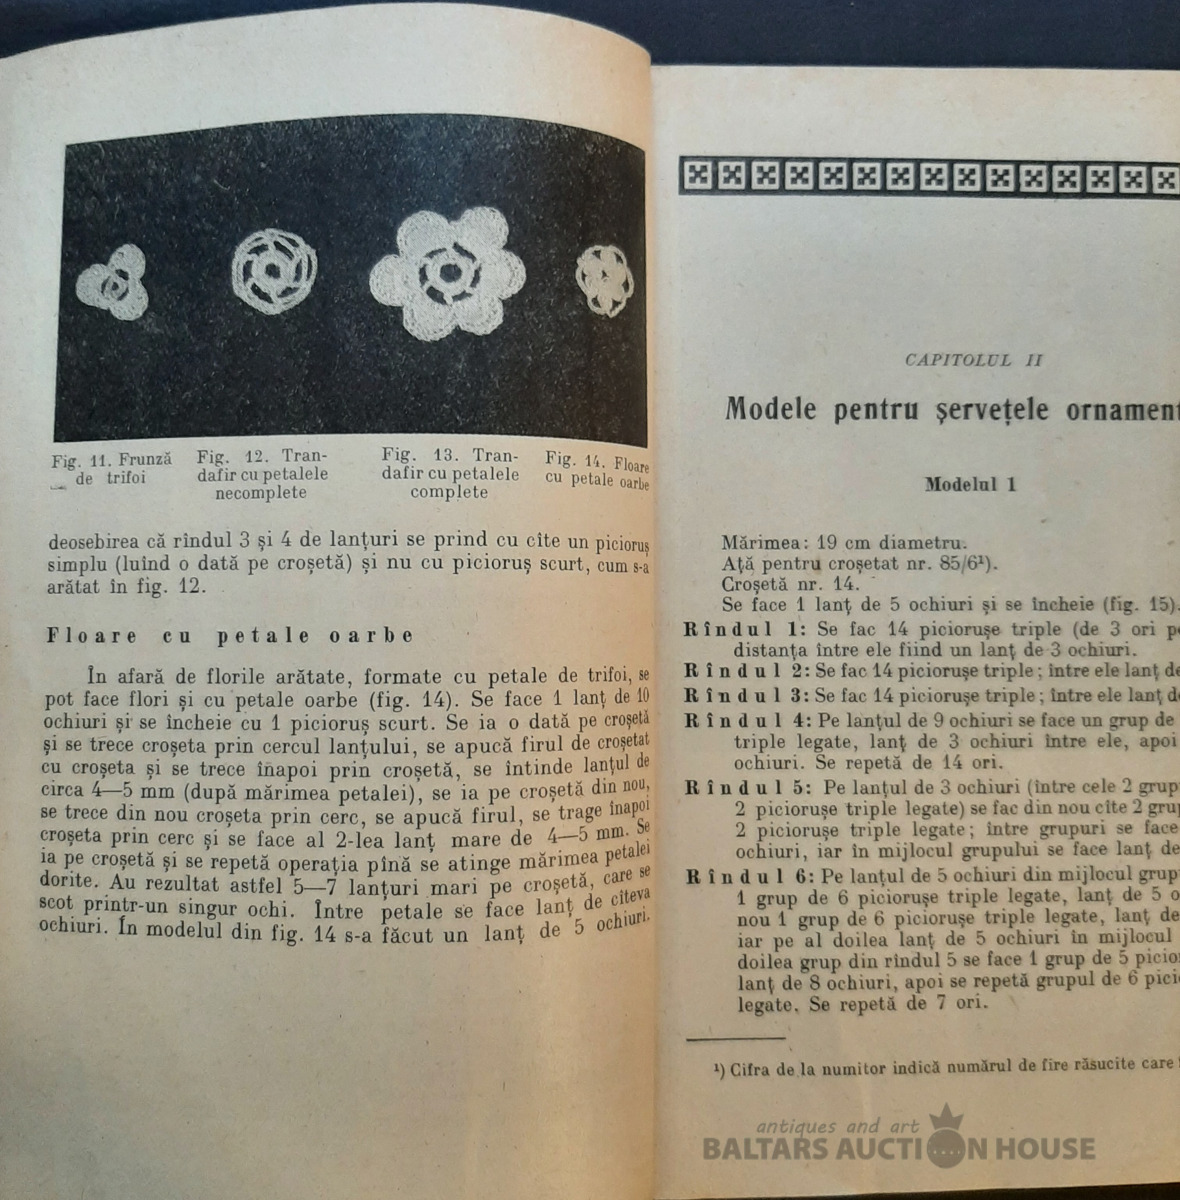 Fig. 11. Frunză
de trifoi
Fig. 12. Tran-
dafir cu petalele
necomplete
Fig. 13. Tran-
dafir cu petalele
complete
Fig. 14. Floare
cu petale oarbe
deosebirea că rîndul 3 și 4 de lanțuri se prind cu cîte un picioruș
simplu (luînd o dată pe croșetă) și nu cu picioruș scurt, cum s-a
arătat în fig. 12.
Floare cu petale oarbe
În afară de florile arătate, formate cu petale de trifoi, se
pot face flori și cu petale oarbe (fig. 14). Se face 1 lanț de 10
ochiuri și se încheie cu 1 picioruș scurt. Se ia o dată pe croșetă
și se trece croșeta prin cercul lanțului, se apucă firul de croșetat
cu croșeta și se trece înapoi prin croșetă, se întinde lanțul de
circa 4—5 mm (după mărimea petalei), se ia pe croșetă din nou,
se trece din nou croșeta prin cerc, se apucă firul, se trage înapoi
croșeta prin cerc și se face al 2-lea lanț mare de 4—5 mm. Se
ia pe croșetă și se repetă operația pînă se atinge mărimea petalei
dorite. Au rezultat astfel 5—7 lanțuri mari pe croșetă, care se
scot printr-un singur ochi. Între petale se face lanț de cîteva
ochiuri. În modelul din fig. 14 s-a făcut un lanț de 5 ochiuri.
CAPITOLUL II
Modele pentru șervețele ornament
Modelul 1
Mărimea: 19 cm diametru.
Ață pentru croșetat nr. 85/6¹).
Croșetă nr. 14.
Se face 1 lanț de 5 ochiuri și se încheie (fig. 15).
Rîndul 1: Se fac 14 piciorușe triple (de 3 ori p
distanța între ele fiind un lanț de 3 ochiuri.
Rîndul 2: Se fac 14 piciorușe triple; între ele lanț de
Rîndul 3: Se fac 14 piciorușe triple; între ele lanț d
Rîndul 4: Pe lanțul de 9 ochiuri se face un grup de
triple legate, lanț de 3 ochiuri între ele, apoi
ochiuri. Se repetă de 14 ori.
Rîndul 5: Pe lanțul de 3 ochiuri (între cele 2 grup
2 piciorușe triple legate) se fac din nou cîte 2 gru
2 piciorușe triple legate; între grupuri se face
ochiuri, iar în mijlocul grupului se face lanț de
Rîndul 6: Pe lanțul de 5 ochiuri din mijlocul grup
1 grup de 6 piciorușe triple legate, lanț de 5 o
nou 1 grup de 6 piciorușe triple legate, lanț de
iar pe al doilea lanț de 5 ochiuri în mijlocul
doilea grup din rîndul 5 se face 1 grup de 5 picio
lanț de 8 ochiuri, apoi se repetă grupul de 6 pici
legate. Se repetă de 7 ori.
¹) Cifra de la numitor indică numărul de fire răsucite care
antiques and art
BALTARS AUCTION HOUSE